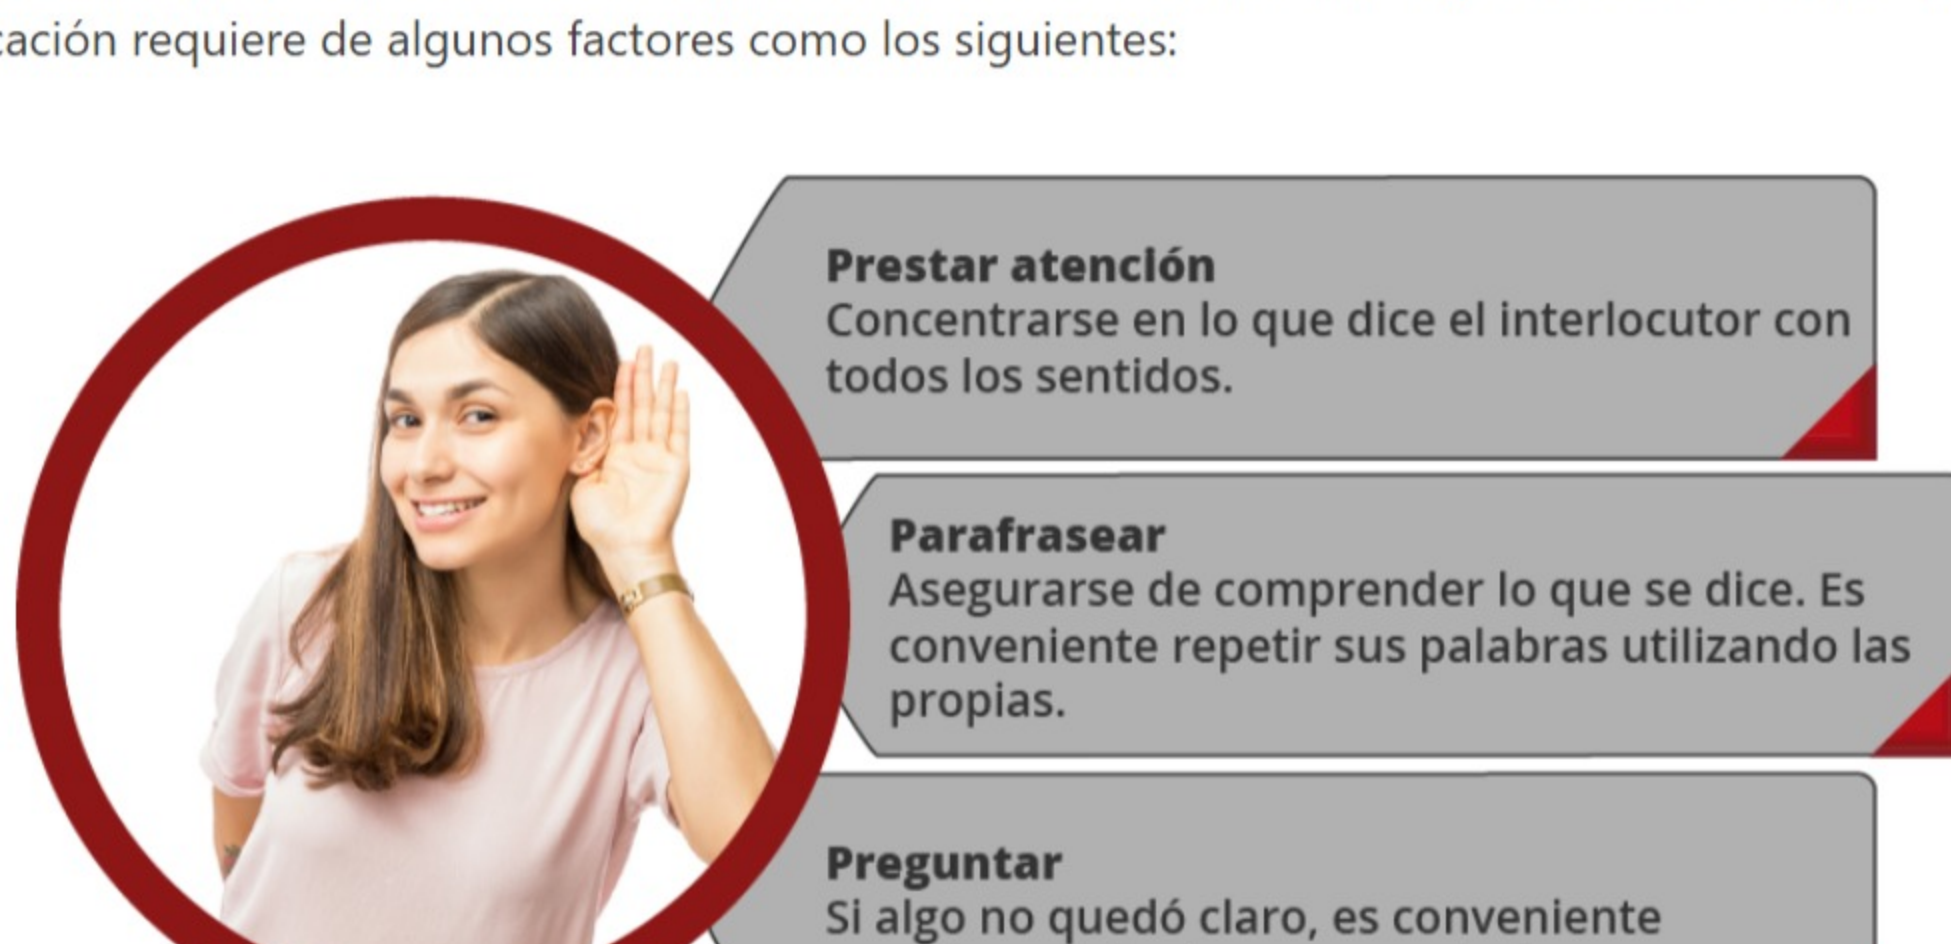 requiere de algunos factores como los siguientes:
Prestar atención
Concentrarse en lo que dice el interlocutor con
todos los sentidos.
Parafrasear
Asegurarse de comprender lo que se dice. Es
conveniente repetir sus palabras utilizando las
propias.
Preguntar
Si algo no quedó claro, es conveniente